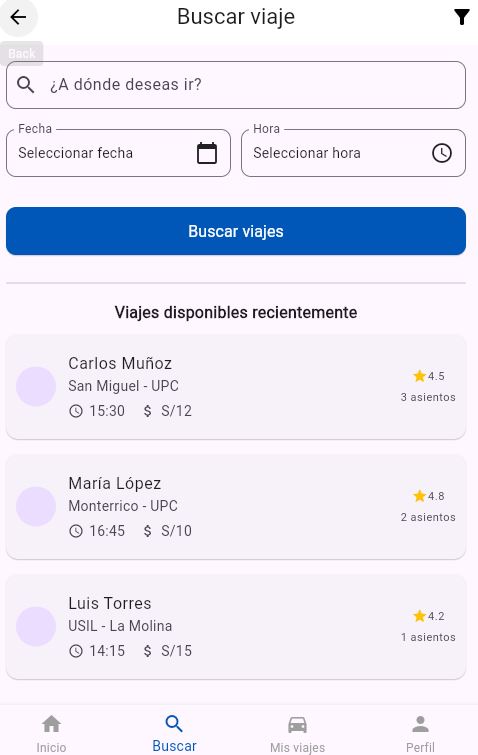 Buscar viaje
Back
¿A dónde deseas ir?
Fecha
Hora
Seleccionar fecha
Seleccionar hora
Buscar viajes
Viajes disponibles recientemente
Carlos Muñoz
San Miguel - UPC
15:30 $ S/12
4.5
3 asientos
María López
Monterrico - UPC
16:45 $ S/10
4.8
2 asientos
Luis Torres
USIL - La Molina
14:15 $ S/15
4.2
1 asientos
Inicio
Buscar
Mis viajes
Perfil